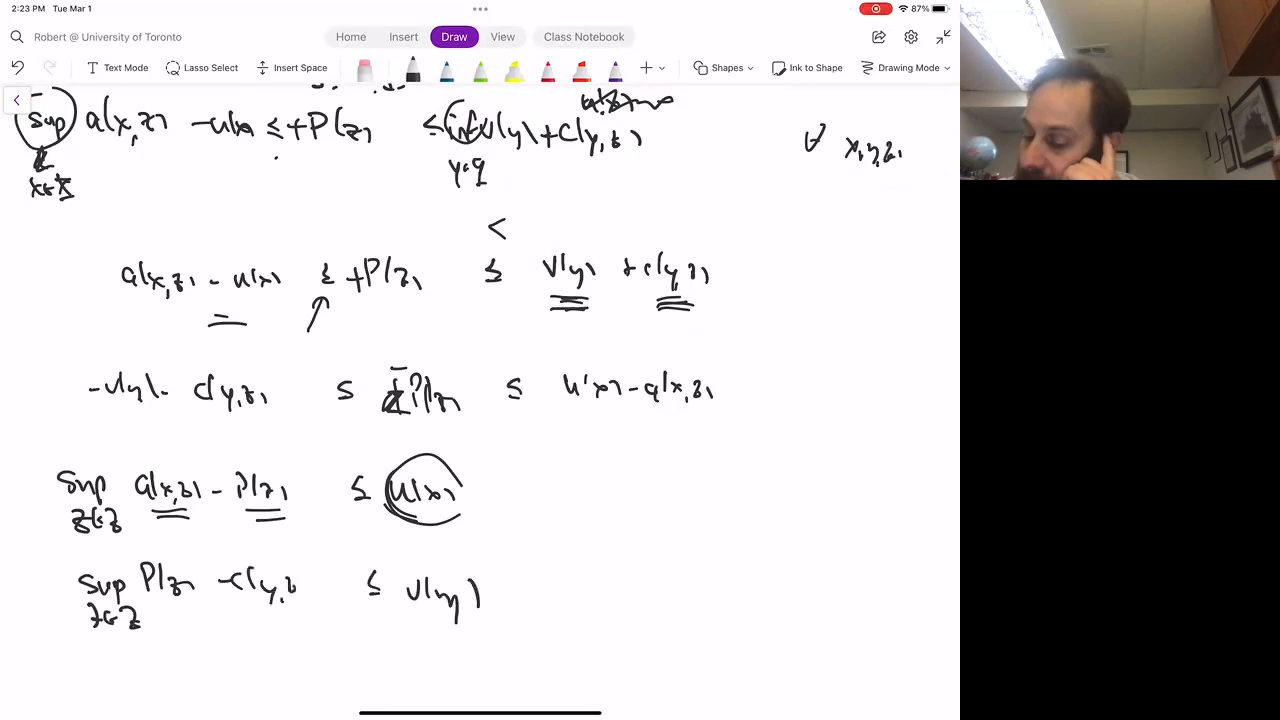 2:23 PM Tue Mar 1
87%
Robert @ University of Toronto
Home Insert Draw View Class Notebook
Text Mode Lasso Select Insert Space Shapes Ink to Shape Drawing Mode
sup a(x,z) - u(x) ≤ +P(z) ≤ inf v(y) + c(y,z) ∀ x,y,z,
<
a(x,z) - u(x) ≤ +P(z) ≤ v(y) + c(y,z)
-v(y) - c(y,z) ≤ -P(z) ≤ u(x) - a(x,z)
sup a(x,z) - P(z) ≤ u(x)
z∈Z
sup P(z) - c(y,z ≤ v(y)
z∈Z